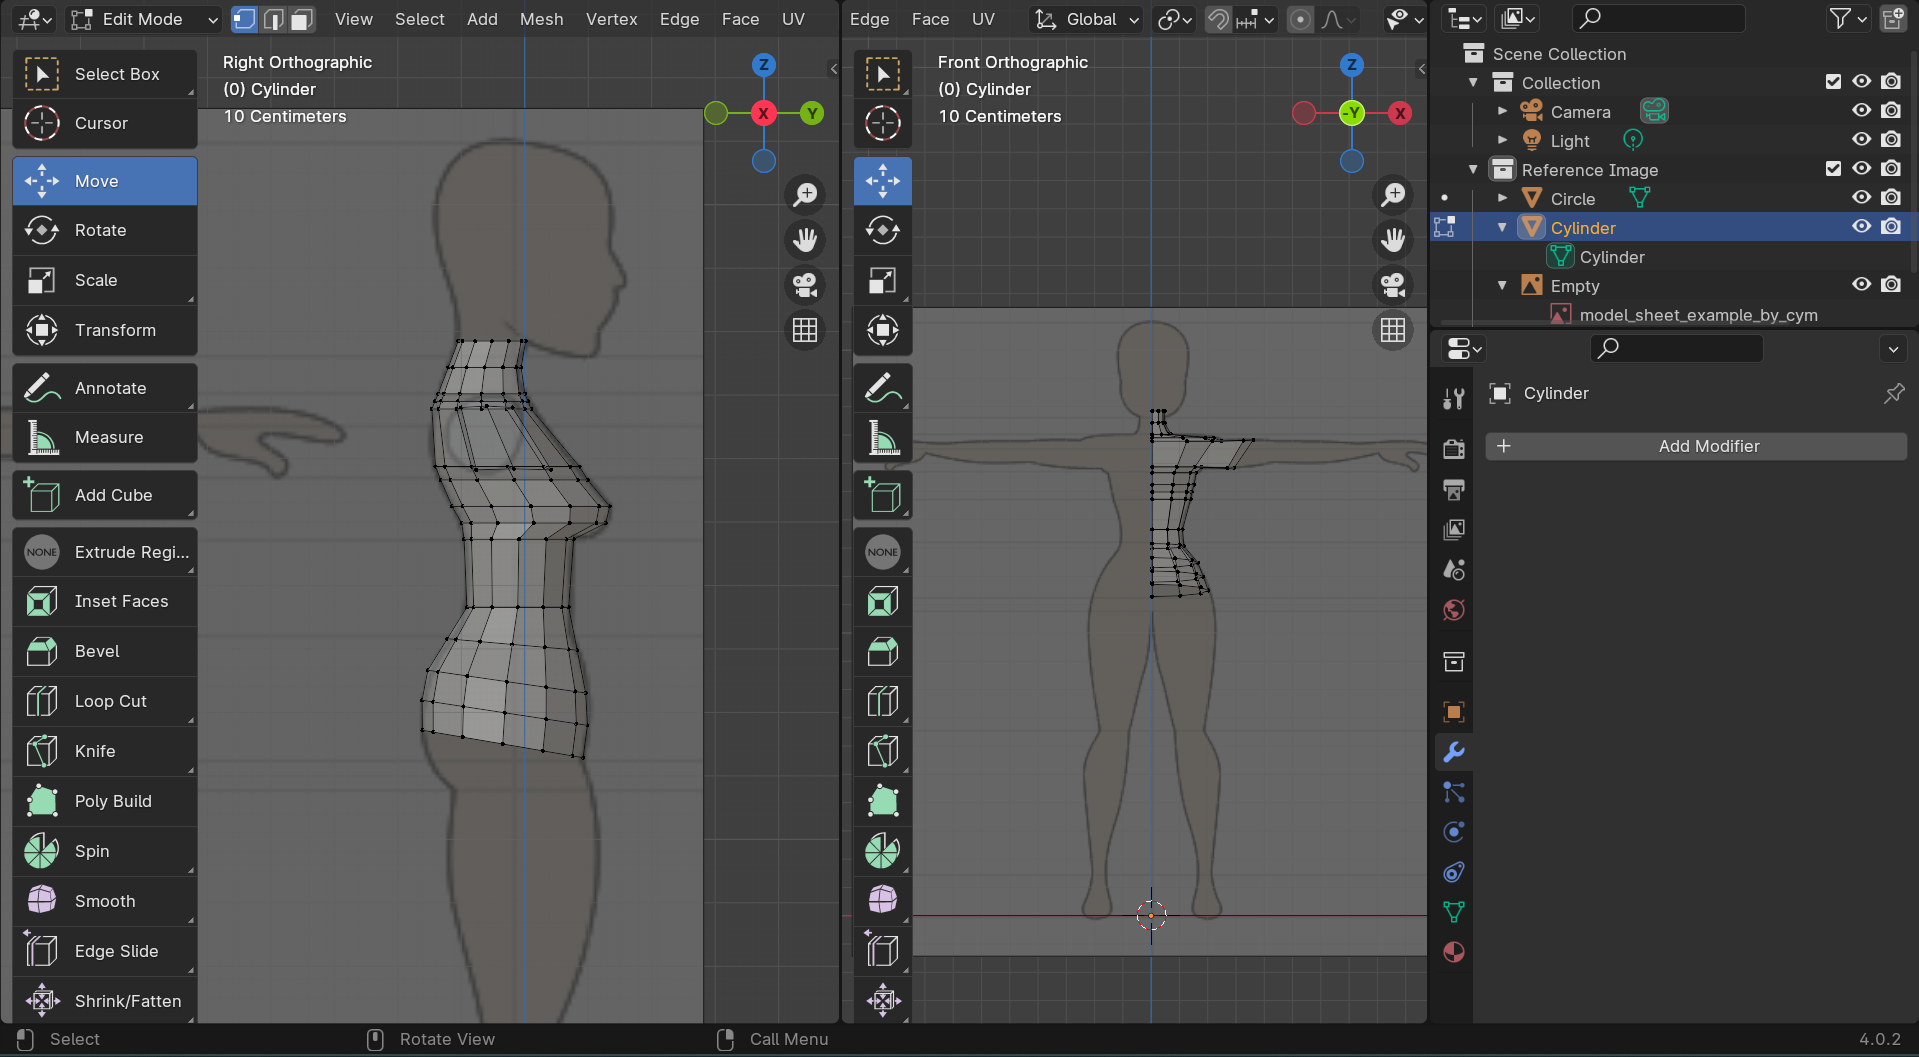 Edit Mode View Select Add Mesh Vertex Edge Face UV
Edge Face UV Global
Right Orthographic
(0) Cylinder
10 Centimeters
Z
X
Y
Select Box
Cursor
Move
Rotate
Scale
Transform
Annotate
Measure
Add Cube
NONE Extrude Regi...
Inset Faces
Bevel
Loop Cut
Knife
Poly Build
Spin
Smooth
Edge Slide
Shrink/Fatten
Front Orthographic
(0) Cylinder
10 Centimeters
Z
-Y
X
NONE
Scene Collection
Collection
Camera
Light
Reference Image
Circle
Cylinder
Cylinder
Empty
model_sheet_example_by_cym
Cylinder
Add Modifier
Select Rotate View Call Menu 4.0.2